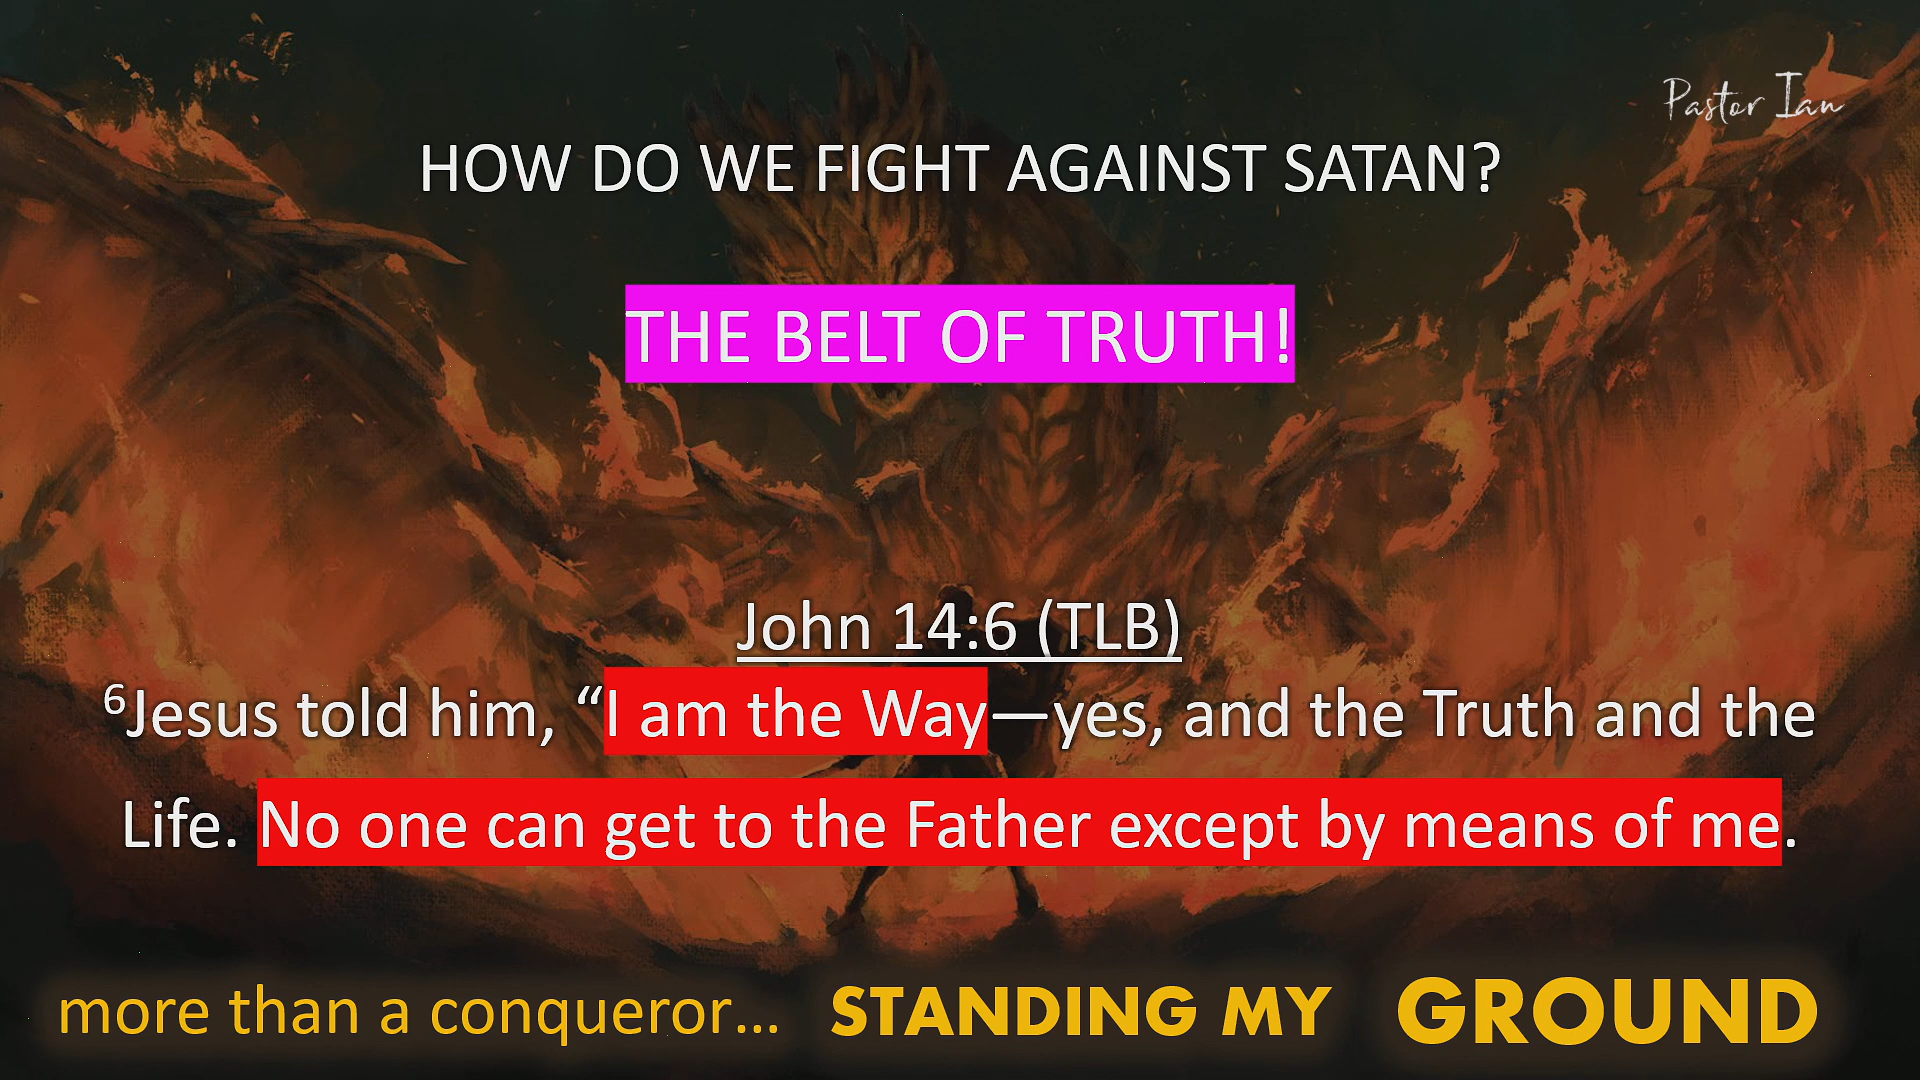 Pastor Ian
HOW DO WE FIGHT AGAINST SATAN?
THE BELT OF TRUTH!
John 14:6 (TLB)
⁶Jesus told him, “I am the Way—yes, and the Truth and the
Life. No one can get to the Father except by means of me.
more than a conqueror... STANDING MY GROUND